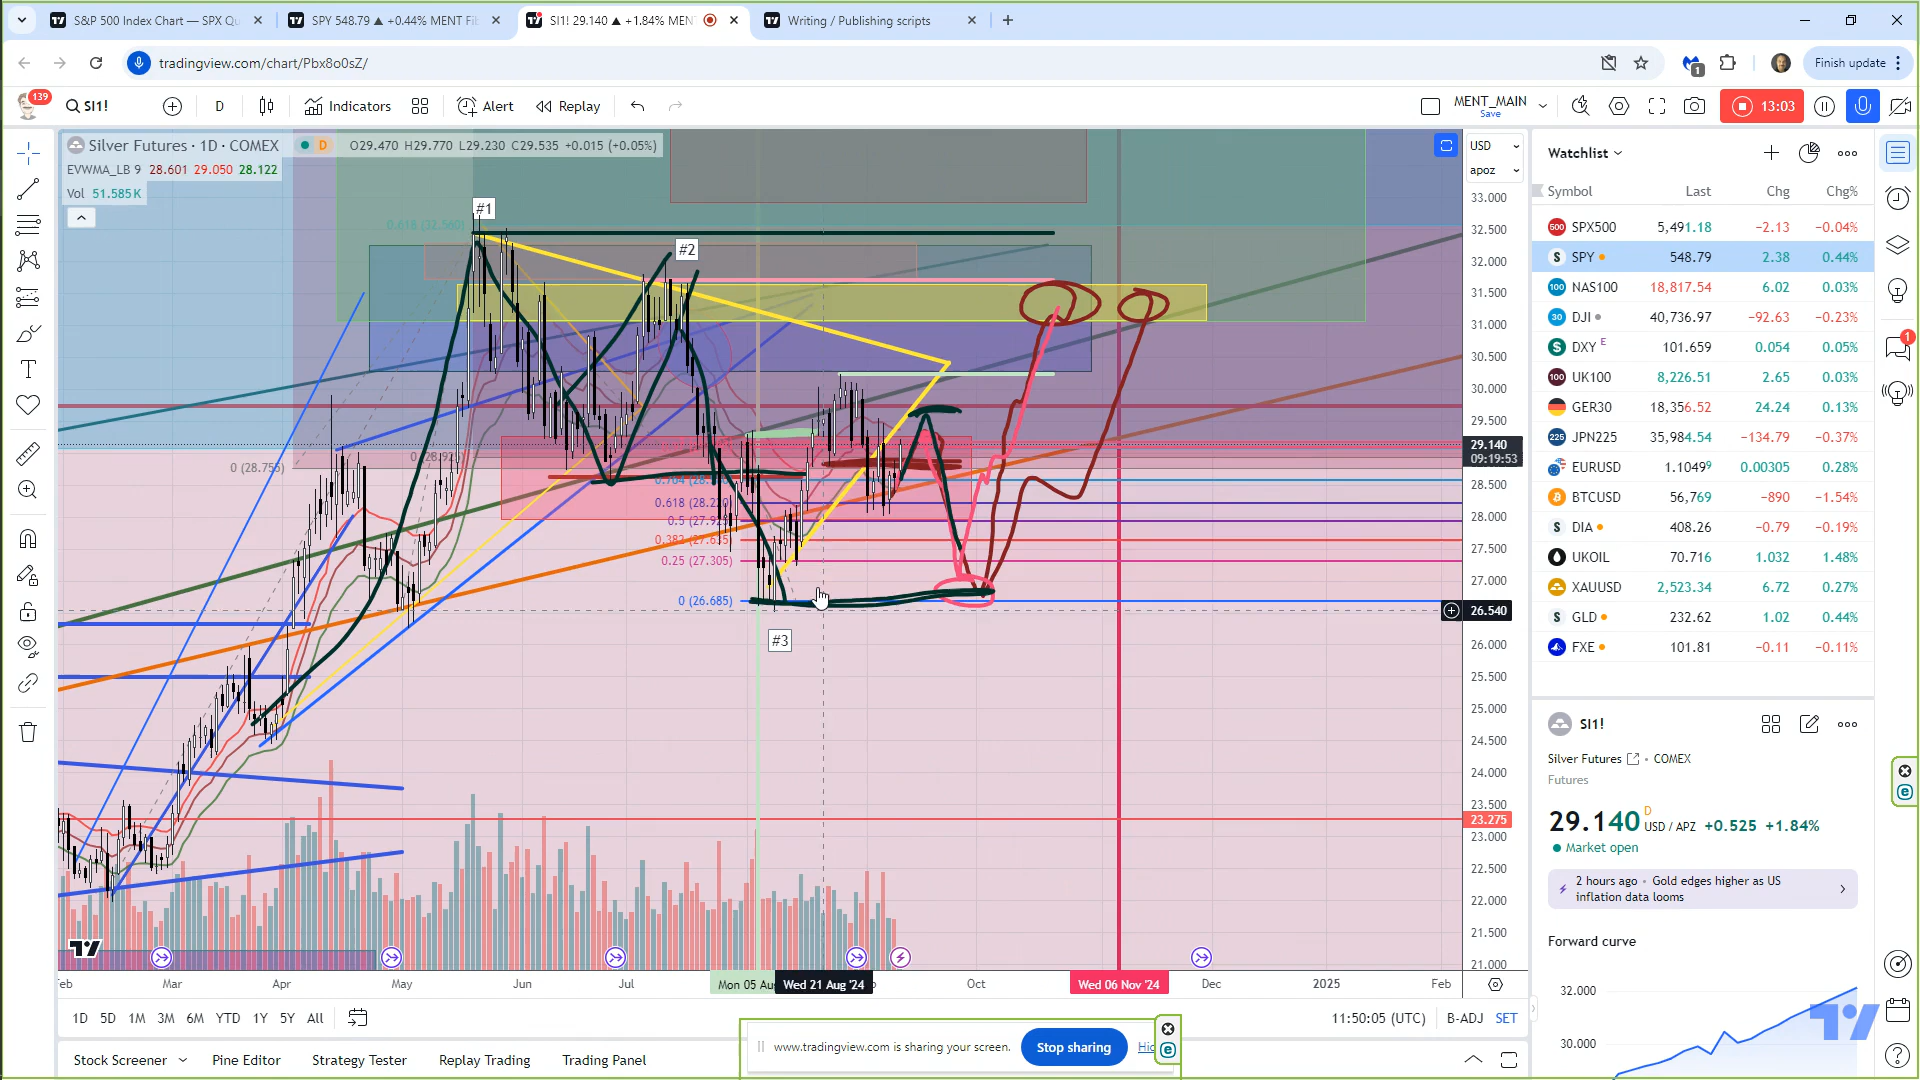 S&P 500 Index Chart — SPX Qu
SPY 548.79 ▲ +0.44% MENT Fib
SI1! 29.140 ▲ +1.84% MEN
Writing / Publishing scripts
tradingview.com/chart/Pbx8o0sZ/
1
Finish update
139
SI1!
D
Indicators
Alert
Replay
MENT_MAIN
Save
13:03
Silver Futures · 1D · COMEX
D
O29.470 H29.770 L29.230 C29.535 +0.015 (+0.05%)
EVWMA_LB 9 28.601 29.050 28.122
Vol 51.585K
USD
apoz
#1
#2
#3
0.618 (32.560)
0 (28.755)
0.618 (28.220)
0.382 (27.635)
0.25 (27.305)
0 (26.685)
33.000
32.500
32.000
31.500
31.000
30.500
30.000
29.500
29.140
09:19:53
28.500
28.000
27.500
27.000
26.540
26.000
25.500
25.000
24.500
24.000
23.500
23.275
23.000
22.500
22.000
21.500
21.000
Mar
Apr
May
Jun
Jul
Mon 05 Au
Wed 21 Aug '24
Oct
Wed 06 Nov '24
Dec
2025
Feb
1D 5D 1M 3M 6M YTD 1Y 5Y All
11:50:05 (UTC)
B-ADJ
SET
Stock Screener
Pine Editor
Strategy Tester
Replay Trading
Trading Panel
www.tradingview.com is sharing your screen.
Stop sharing
Watchlist
Symbol Last Chg Chg%
SPX500 5,491.18 −2.13 −0.04%
SPY 548.79 2.38 0.44%
NAS100 18,817.54 6.02 0.03%
DJI 40,736.97 −92.63 −0.23%
DXY E 101.659 0.054 0.05%
UK100 8,226.51 2.65 0.03%
GER30 18,356.52 24.24 0.13%
JPN225 35,984.54 −134.79 −0.37%
EURUSD 1.10499 0.00305 0.28%
BTCUSD 56,769 −890 −1.54%
DIA 408.26 −0.79 −0.19%
UKOIL 70.716 1.032 1.48%
XAUUSD 2,523.34 6.72 0.27%
GLD 232.62 1.02 0.44%
FXE 101.81 −0.11 −0.11%
SI1!
Silver Futures · COMEX
Futures
29.140 D USD / APZ +0.525 +1.84%
Market open
2 hours ago · Gold edges higher as US
inflation data looms
Forward curve
32.000
30.000
1